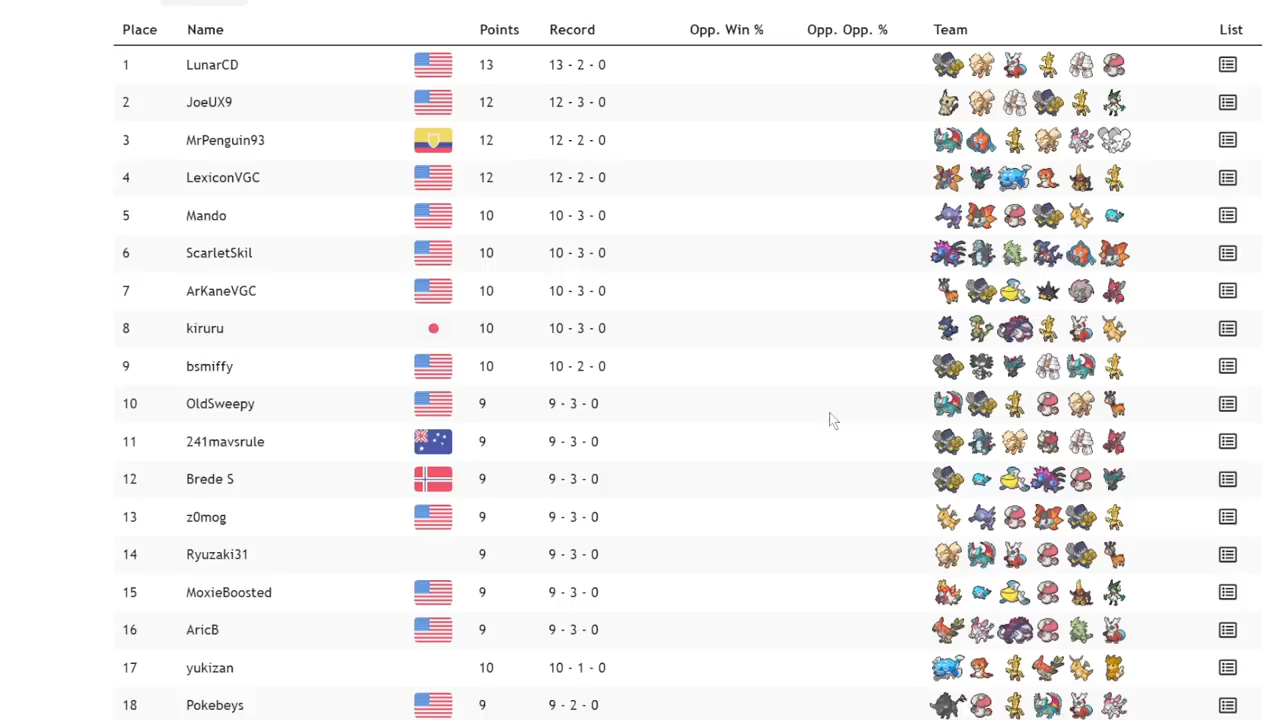 Place Name Points Record Opp. Win % Opp. Opp. % Team List
1 LunarCD 13 13 - 2 - 0
2 JoeUX9 12 12 - 3 - 0
3 MrPenguin93 12 12 - 2 - 0
4 LexiconVGC 12 12 - 2 - 0
5 Mando 10 10 - 3 - 0
6 ScarletSkil 10 10 - 3 - 0
7 ArKaneVGC 10 10 - 3 - 0
8 kiruru 10 10 - 3 - 0
9 bsmiffy 10 10 - 2 - 0
10 OldSweepy 9 9 - 3 - 0
11 241mavsrule 9 9 - 3 - 0
12 Brede S 9 9 - 3 - 0
13 z0mog 9 9 - 3 - 0
14 Ryuzaki31 9 9 - 3 - 0
15 MoxieBoosted 9 9 - 3 - 0
16 AricB 9 9 - 3 - 0
17 yukizan 10 10 - 1 - 0
18 Pokebeys 9 9 - 2 - 0